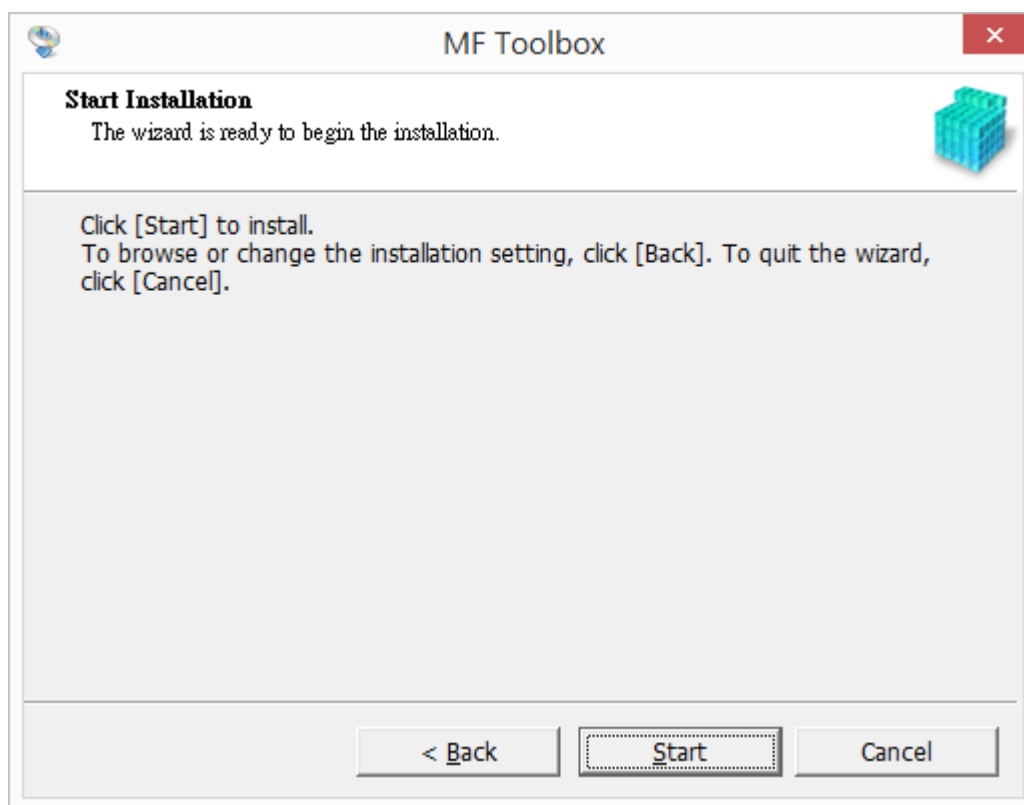 MF Toolbox
Start Installation
The wizard is ready to begin the installation.
Click [Start] to install.
To browse or change the installation setting, click [Back]. To quit the wizard,
click [Cancel].
< Back
Start
Cancel